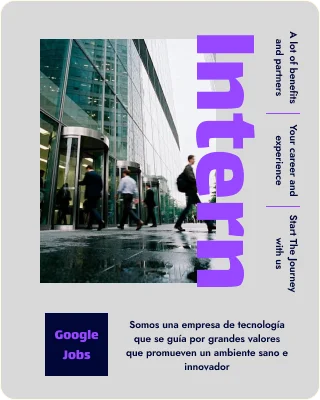 Intern
A lot of benefits
and partners
Your career and
experience
Start The Journey
with us
Google
Jobs
Somos una empresa de tecnología
que se guía por grandes valores
que promueven un ambiente sano e
innovador